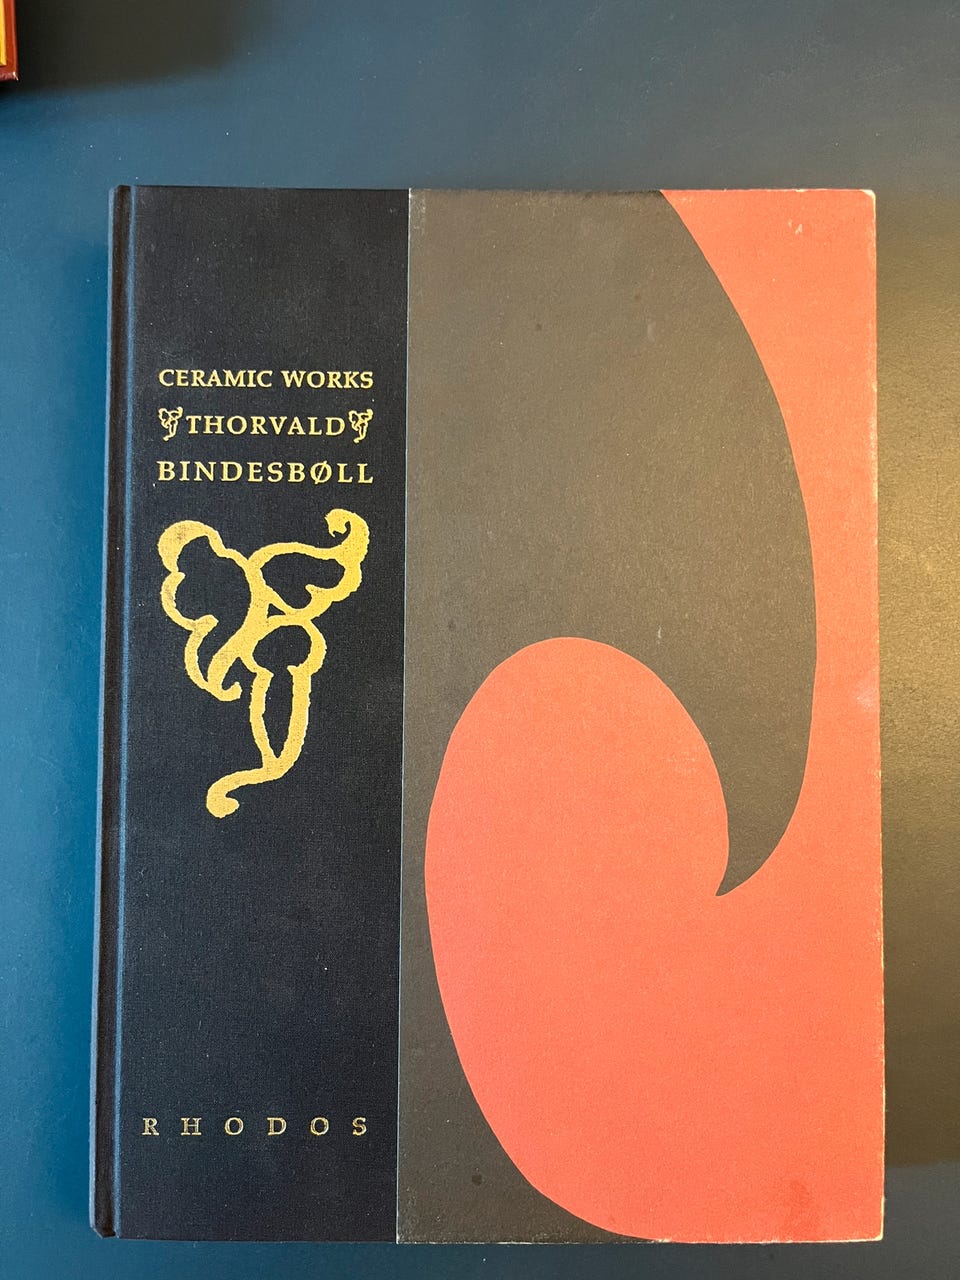 CERAMIC WORKS
THORVALD
BINDESBØLL
RHODOS